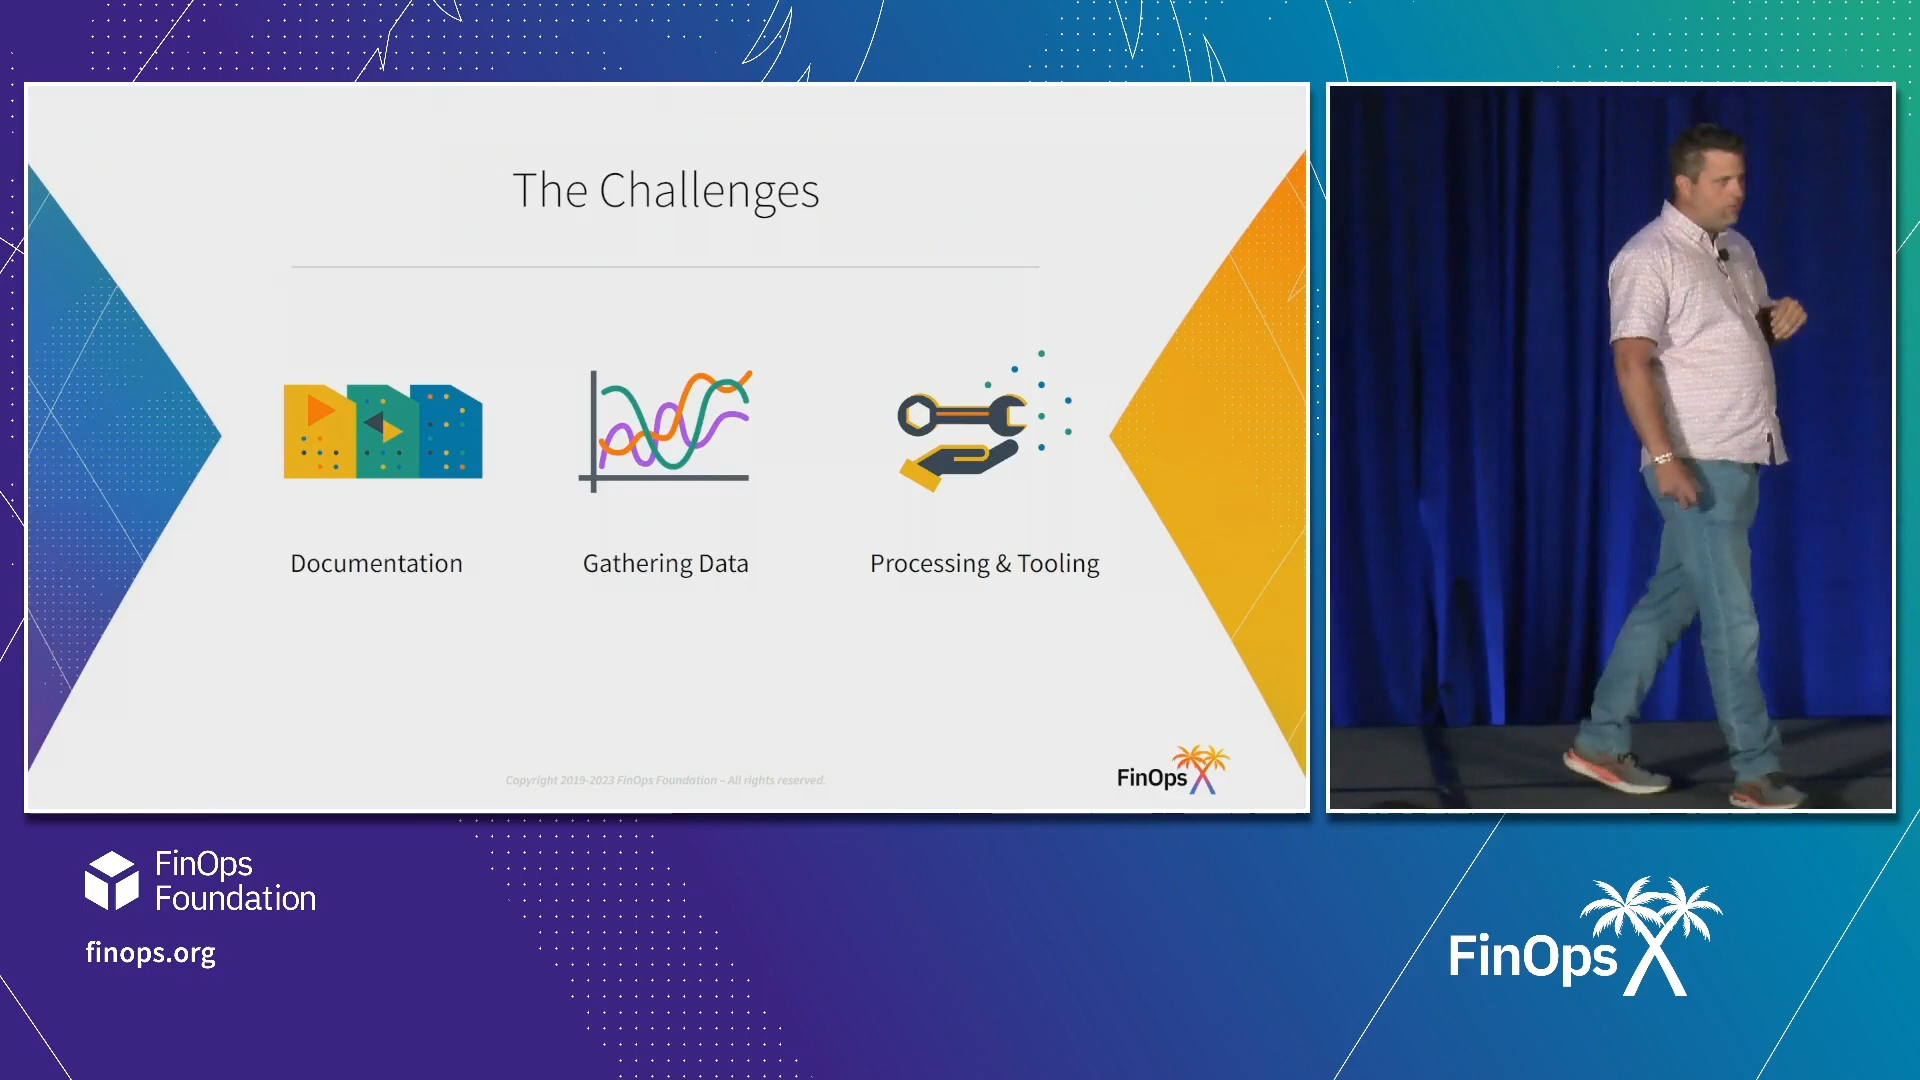 The Challenges
Documentation
Gathering Data
Processing & Tooling
Copyright 2019-2023 FinOps Foundation – All rights reserved.
FinOps X
FinOps
Foundation
finops.org
FinOps X